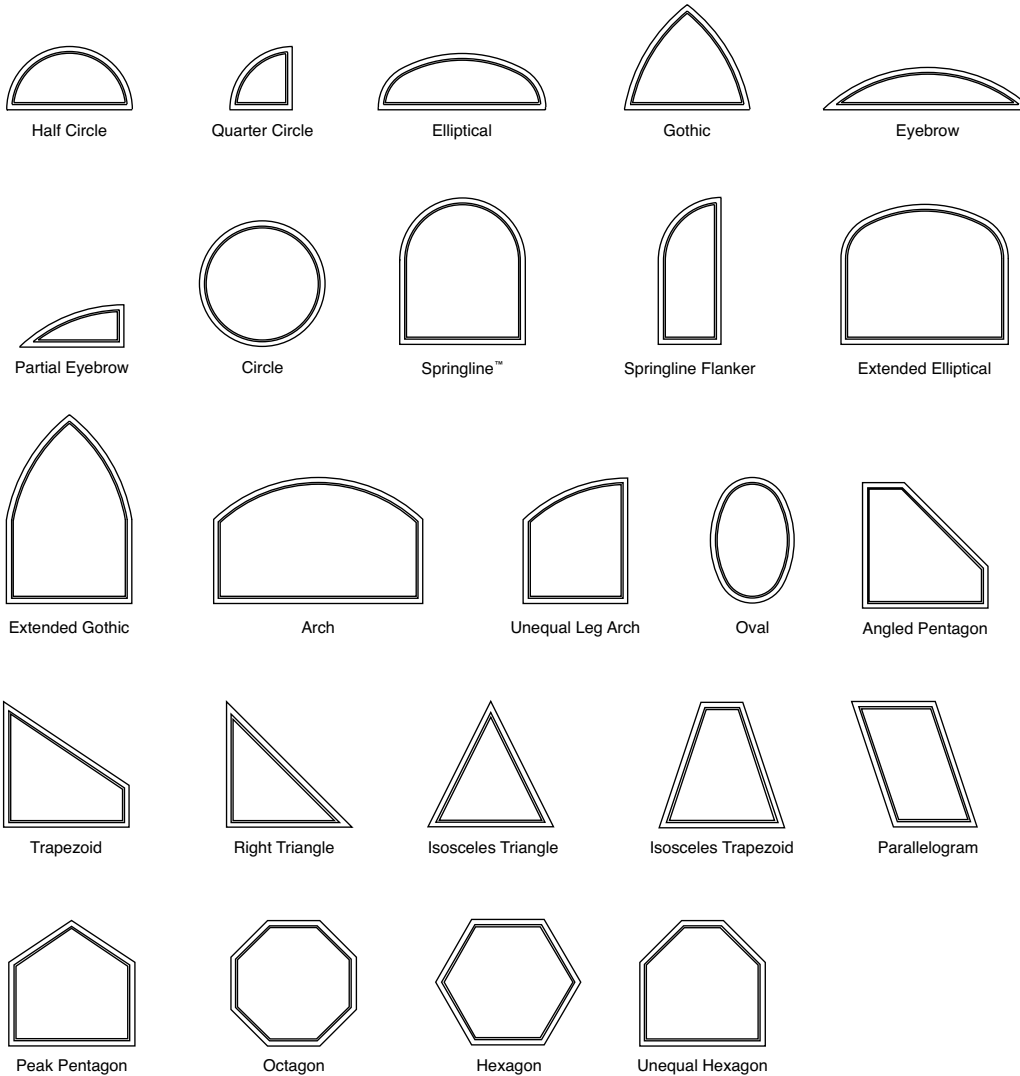 Half Circle
Quarter Circle
Elliptical
Gothic
Eyebrow
Partial Eyebrow
Circle
Springline™
Springline Flanker
Extended Elliptical
Extended Gothic
Arch
Unequal Leg Arch
Oval
Angled Pentagon
Trapezoid
Right Triangle
Isosceles Triangle
Isosceles Trapezoid
Parallelogram
Peak Pentagon
Octagon
Hexagon
Unequal Hexagon